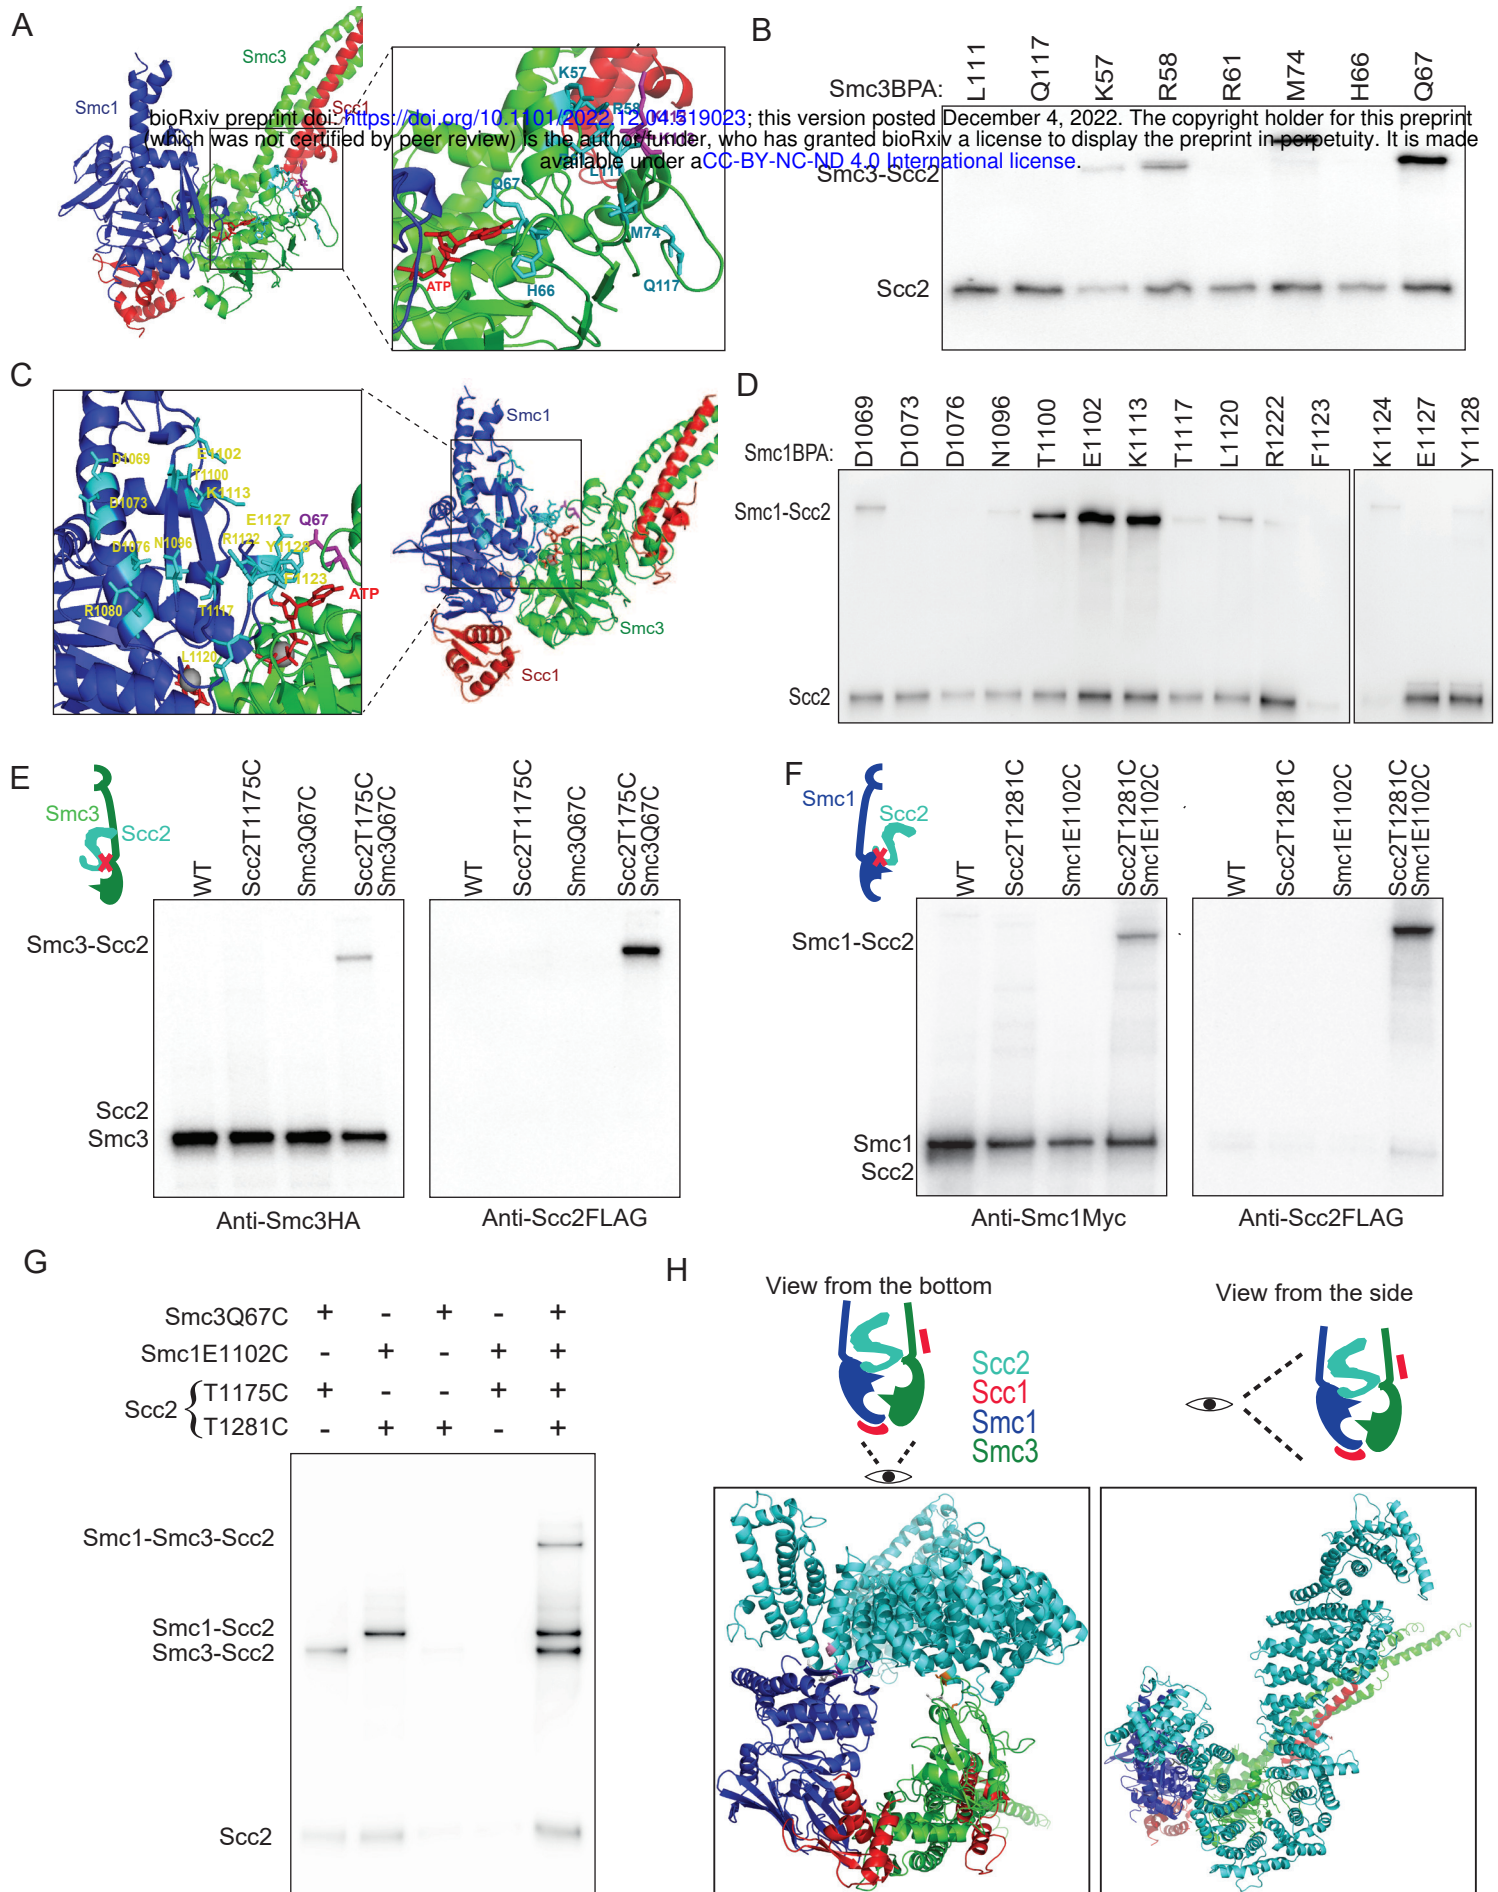 A
Smc3
Smc1
Scc1
K57
R58
L111
Q67
M74
ATP
H66
Q117
bioRxiv preprint doi: https://doi.org/10.1101/2022.12.04.519023; this version posted December 4, 2022. The copyright holder for this preprint
(which was not certified by peer review) is the author/funder, who has granted bioRxiv a license to display the preprint in perpetuity. It is made
available under aCC-BY-NC-ND 4.0 International license.
B
Smc3BPA:
L111
Q117
K57
R58
R61
M74
H66
Q67
Smc3-Scc2
Scc2
C
D1069
E1102
T1100
D1073
K1113
E1127
Q67
D1076
N1096
R1122
Y1128
F1123
ATP
R1080
T1117
L1120
Smc1
Smc3
Scc1
D
Smc1BPA:
D1069
D1073
D1076
N1096
T1100
E1102
K1113
T1117
L1120
R1222
F1123
K1124
E1127
Y1128
Smc1-Scc2
Scc2
E
Smc3
Scc2
WT
Scc2T1175C
Smc3Q67C
Scc2T175C
Smc3Q67C
WT
Scc2T1175C
Smc3Q67C
Scc2T175C
Smc3Q67C
Smc3-Scc2
Scc2
Smc3
Anti-Smc3HA
Anti-Scc2FLAG
F
Smc1
Scc2
WT
Scc2T1281C
Smc1E1102C
Scc2T1281C
Smc1E1102C
WT
Scc2T1281C
Smc1E1102C
Scc2T1281C
Smc1E1102C
Smc1-Scc2
Smc1
Scc2
Anti-Smc1Myc
Anti-Scc2FLAG
G
Smc3Q67C + - + - +
Smc1E1102C - + - + +
Scc2 { T1175C + - - + +
T1281C - + + - +
Smc1-Smc3-Scc2
Smc1-Scc2
Smc3-Scc2
Scc2
H
View from the bottom
View from the side
Scc2
Scc1
Smc1
Smc3